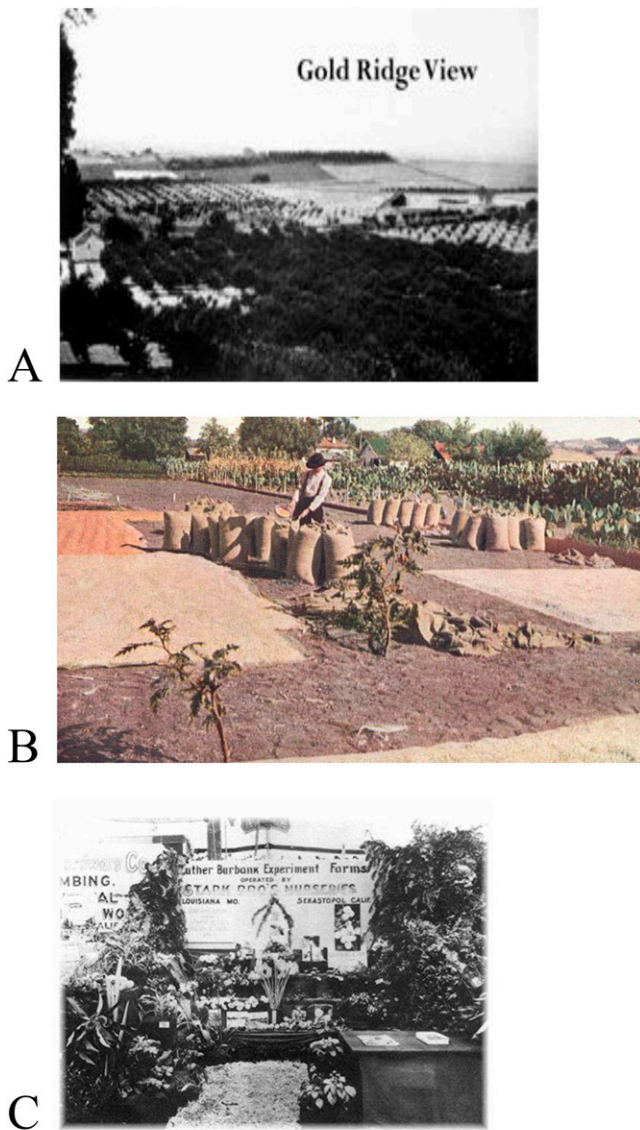 Gold Ridge View
A
B
Luther Burbank Experiment Farms
OPERATED BY
STARK BRO'S NURSERIES
LOUISIANA MO. SEBASTOPOL CALIF.
MBING.
AL
WO
C